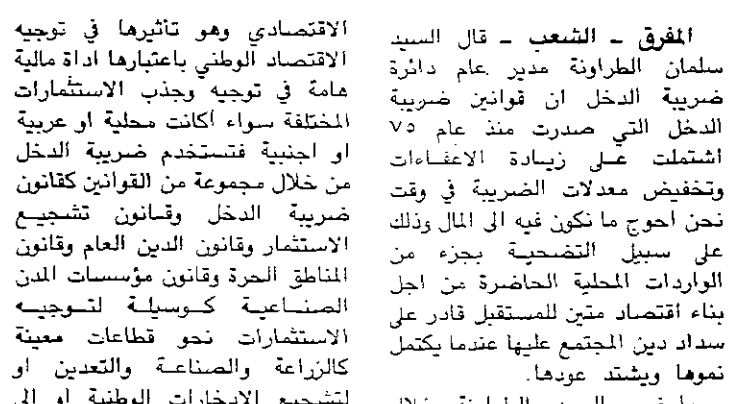 المفرق ـ الشعب ـ قال السيد
سلمان الطراونة مدير عام دائرة
ضريبة الدخل ان قوانين ضريبة
الدخل التي صدرت منذ عام ٧٥
اشتملت على زيادة الاعفاءات
وتخفيض معدلات الضريبة في وقت
نحن احوج ما نكون فيه الى المال وذلك
على سبيل التضحية بجزء من
الواردات المحلية الحاضرة من اجل
بناء اقتصاد متين للمستقبل قادر على
سداد دين المجتمع عليها عندما يكتمل
نموها ويشتد عودها.
الاقتصادي وهو تأثيرها في توجيه
الاقتصاد الوطني باعتبارها اداة مالية
هامة في توجيه وجذب الاستثمارات
المختلفة سواء أكانت محلية او عربية
او اجنبية فتستخدم ضريبة الدخل
من خلال مجموعة من القوانين كقانون
ضريبة الدخل وقانون تشجيع
الاستثمار وقانون الدين العام وقانون
المناطق الحرة وقانون مؤسسات المدن
الصناعية كوسيلة لتوجيه
الاستثمارات نحو قطاعات معينة
كالزراعة والصناعة والتعدين او
لتشجيع الادخارات الوطنية او الى